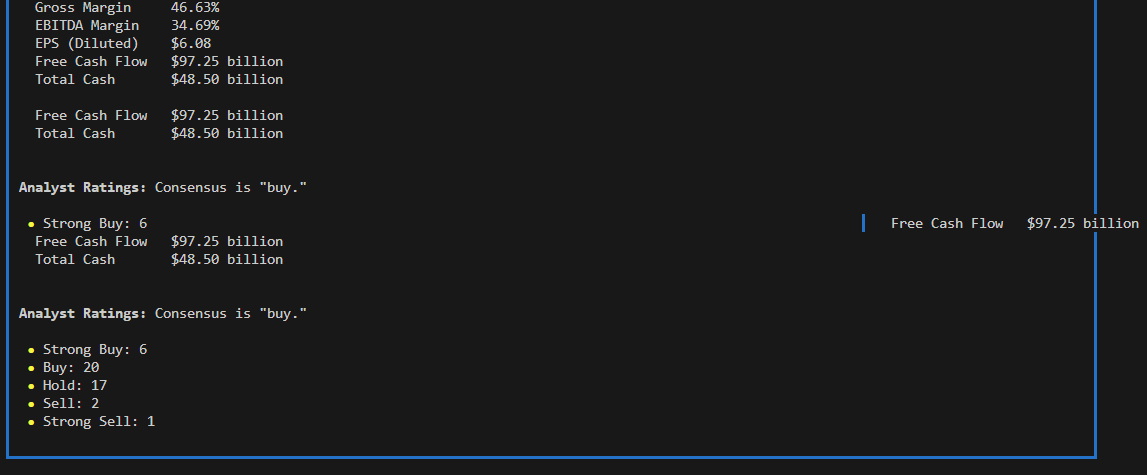 Gross Margin 46.63%
EBITDA Margin 34.69%
EPS (Diluted) $6.08
Free Cash Flow $97.25 billion
Total Cash $48.50 billion
Free Cash Flow $97.25 billion
Total Cash $48.50 billion
Analyst Ratings: Consensus is "buy."
• Strong Buy: 6 Free Cash Flow $97.25 billion
Free Cash Flow $97.25 billion
Total Cash $48.50 billion
Analyst Ratings: Consensus is "buy."
• Strong Buy: 6
• Buy: 20
• Hold: 17
• Sell: 2
• Strong Sell: 1